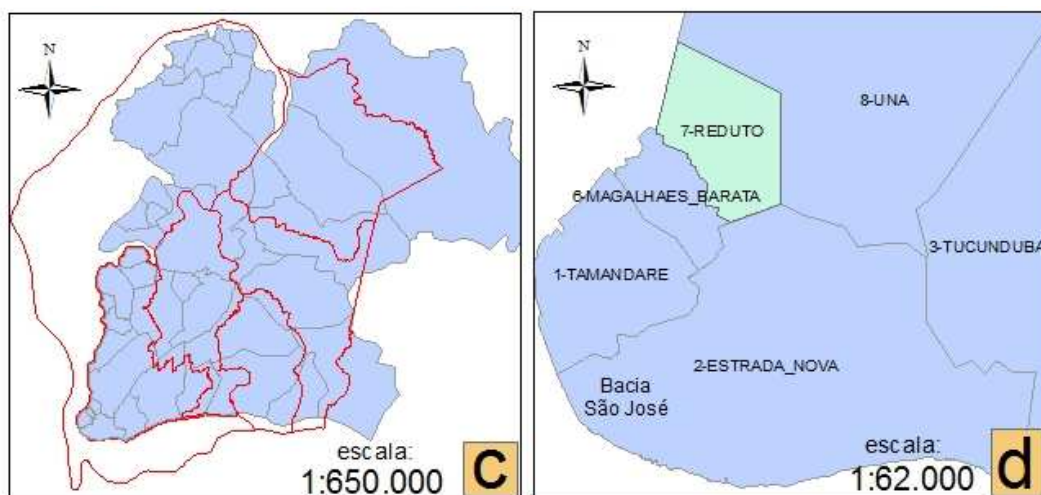 N
escala:
1:650.000
c
N
8-UNA
7-REDUTO
6-MAGALHAES_BARATA
3-TUCUNDUBA
1-TAMANDARE
2-ESTRADA_NOVA
Bacia
São José
escala:
1:62.000
d